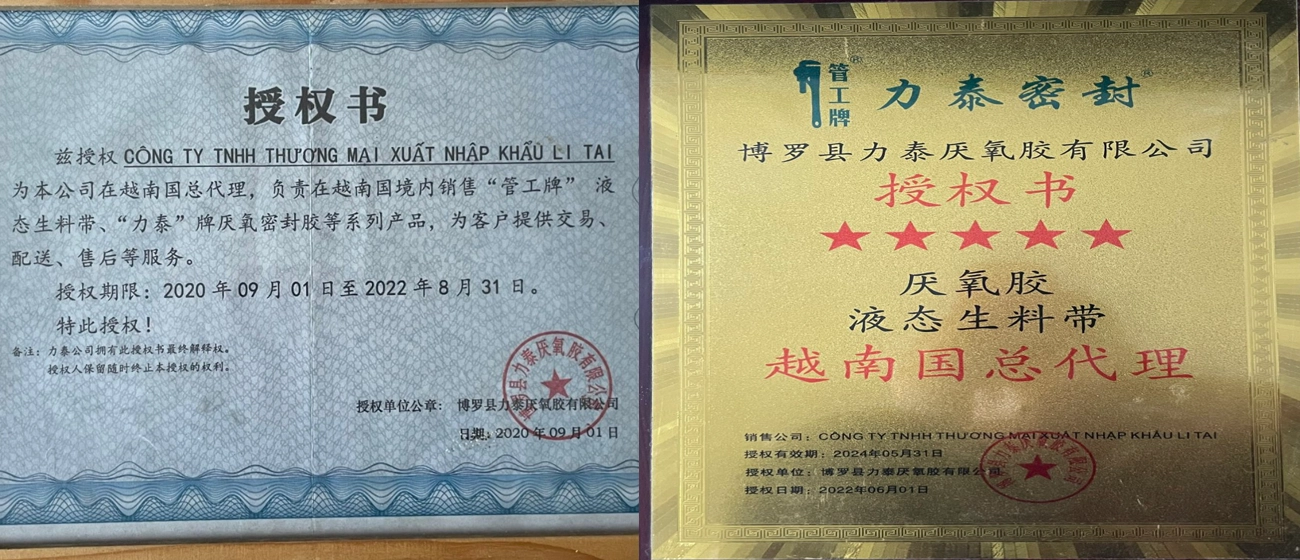 授权书
兹授权 CÔNG TY TNHH THƯƠNG MẠI XUẤT NHẬP KHẨU LI TAI
为本公司在越南国总代理，负责在越南国境内销售“管工牌” 液
态生料带、“力泰”牌厌氧密封胶等系列产品，为客户提供交易、
配送、售后等服务。
授权期限：2020 年 09 月 01 日至 2022 年 8 月 31 日。
特此授权！
备注：力泰公司拥有此授权书最终解释权。
授权人保留随时终止本授权的权利。
授权单位公章： 博罗县力泰厌氧胶有限公司
日期：2020 年 09 月 01 日
博罗县力泰厌氧胶有限公司
管工牌® 力泰密封®
博罗县力泰厌氧胶有限公司
授权书
厌氧胶
液态生料带
越南国总代理
销售公司：CÔNG TY TNHH THƯƠNG MẠI XUẤT NHẬP KHẨU LI TAI
授权有效期：2024年05月31日
授权单位：博罗县力泰厌氧胶有限公司
授权日期：2022年06月01日